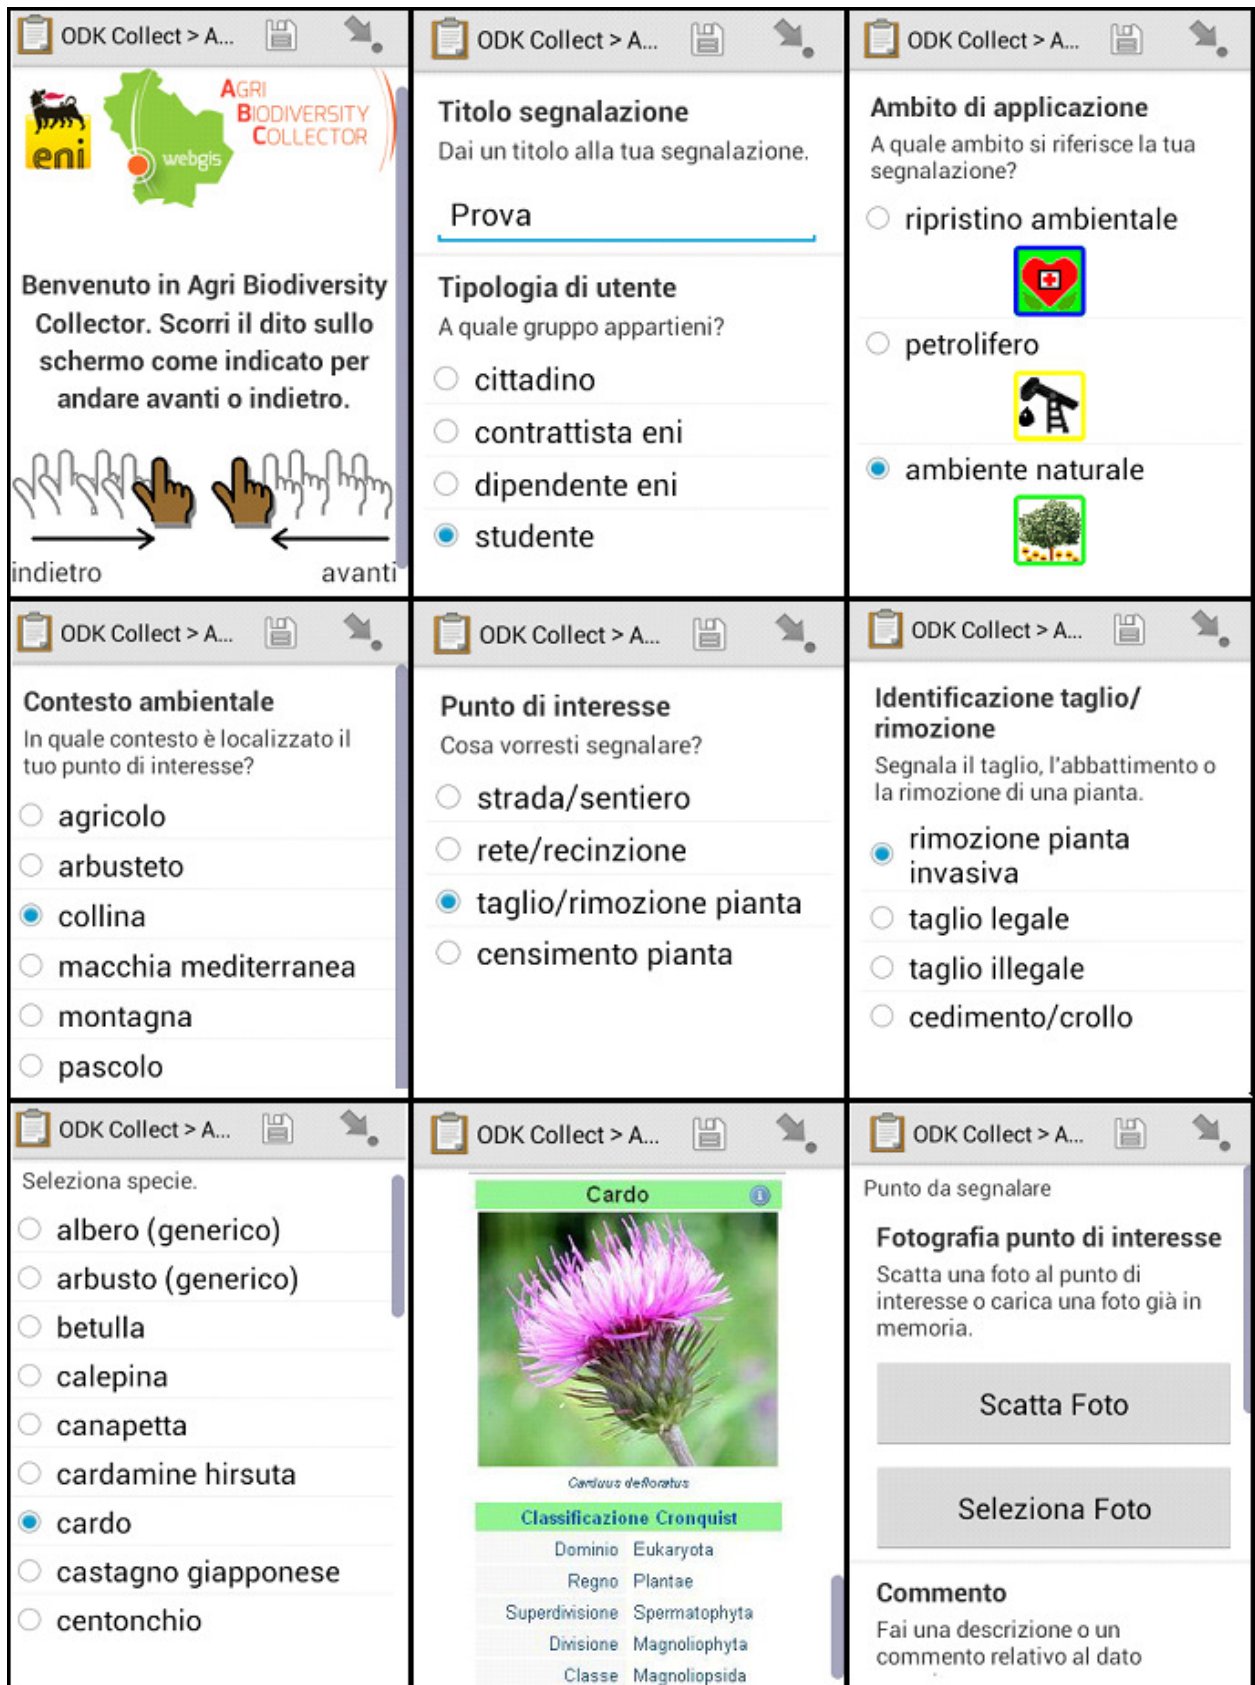 ODK Collect > A...
eni
webgis
AGRI
BIODIVERSITY
COLLECTOR
Benvenuto in Agri Biodiversity
Collector. Scorri il dito sullo
schermo come indicato per
andare avanti o indietro.
indietro
avanti
ODK Collect > A...
Titolo segnalazione
Dai un titolo alla tua segnalazione.
Prova
Tipologia di utente
A quale gruppo appartieni?
cittadino
contrattista eni
dipendente eni
studente
ODK Collect > A...
Ambito di applicazione
A quale ambito si riferisce la tua
segnalazione?
ripristino ambientale
petrolifero
ambiente naturale
ODK Collect > A...
Contesto ambientale
In quale contesto è localizzato il
tuo punto di interesse?
agricolo
arbusteto
collina
macchia mediterranea
montagna
pascolo
ODK Collect > A...
Punto di interesse
Cosa vorresti segnalare?
strada/sentiero
rete/recinzione
taglio/rimozione pianta
censimento pianta
ODK Collect > A...
Identificazione taglio/
rimozione
Segnala il taglio, l'abbattimento o
la rimozione di una pianta.
rimozione pianta
invasiva
taglio legale
taglio illegale
cedimento/crollo
ODK Collect > A...
Seleziona specie.
albero (generico)
arbusto (generico)
betulla
calepina
canapetta
cardamine hirsuta
cardo
castagno giapponese
centonchio
ODK Collect > A...
Cardo
Carduus defloratus
Classificazione Cronquist
Dominio Eukaryota
Regno Plantae
Superdivisione Spermatophyta
Divisione Magnoliophyta
Classe Magnoliopsida
ODK Collect > A...
Punto da segnalare
Fotografia punto di interesse
Scatta una foto al punto di
interesse o carica una foto già in
memoria.
Scatta Foto
Seleziona Foto
Commento
Fai una descrizione o un
commento relativo al dato